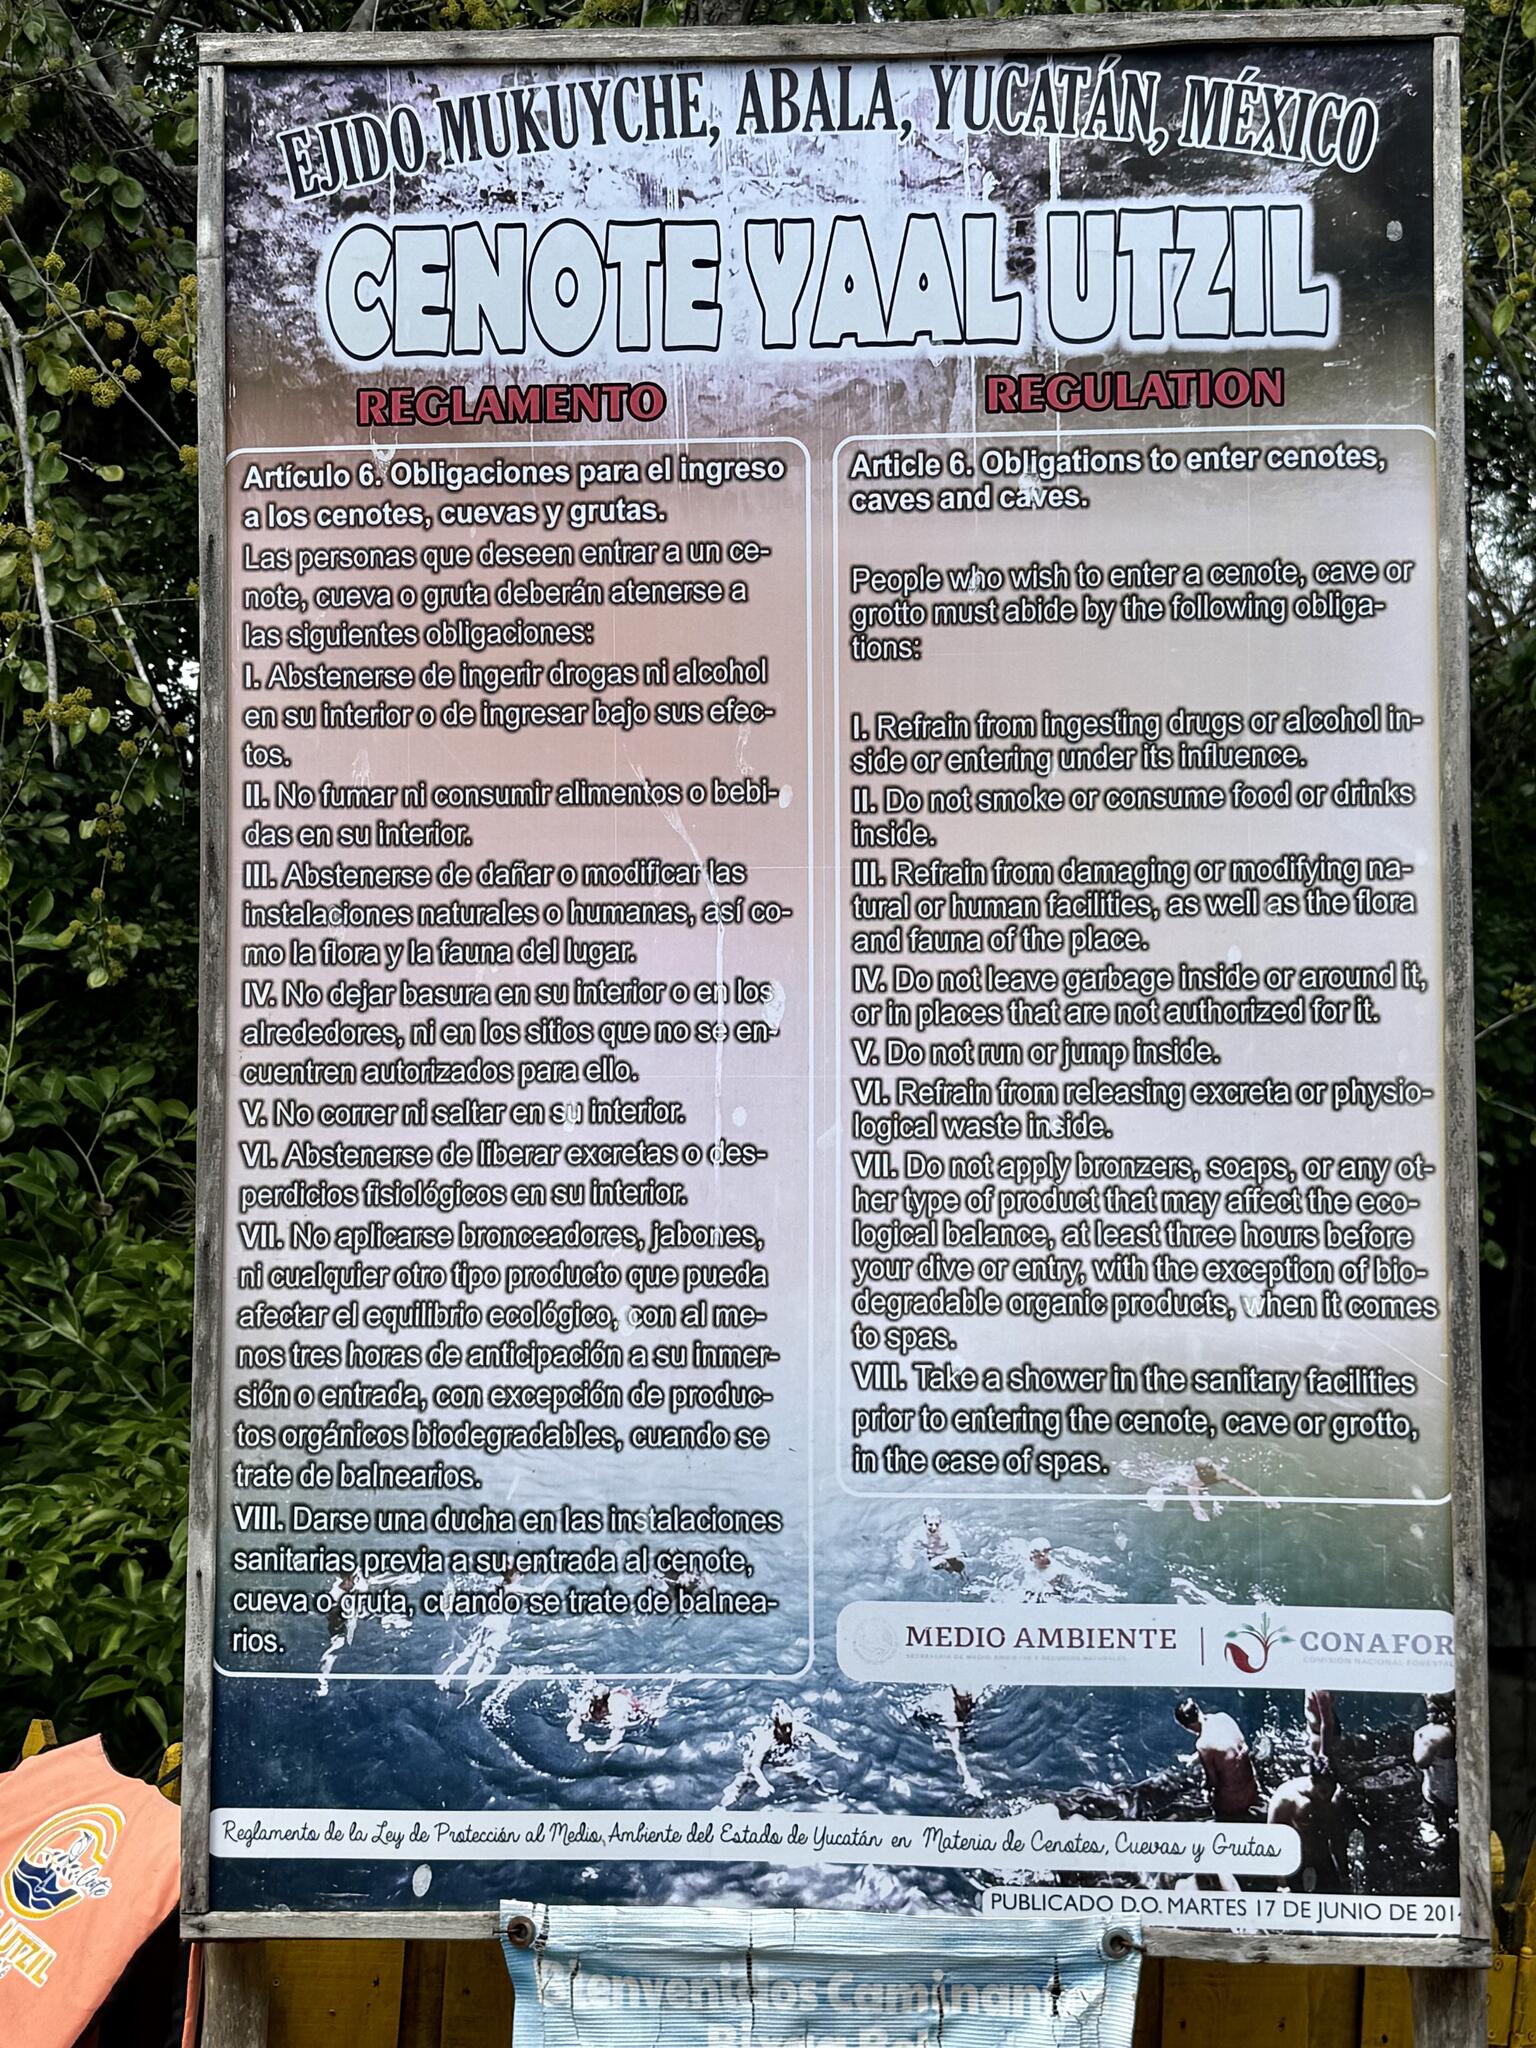 EJIDO MUKUYCHE, ABALA, YUCATÁN, MÉXICO
CENOTE YAAL UTZIL
REGLAMENTO
Artículo 6. Obligaciones para el ingreso
a los cenotes, cuevas y grutas.
Las personas que deseen entrar a un ce-
note, cueva o gruta deberán atenerse a
las siguientes obligaciones:
I. Abstenerse de ingerir drogas ni alcohol
en su interior o de ingresar bajo sus efec-
tos.
II. No fumar ni consumir alimentos o bebi-
das en su interior.
III. Abstenerse de dañar o modificar las
instalaciones naturales o humanas, así co-
mo la flora y la fauna del lugar.
IV. No dejar basura en su interior o en los
alrededores, ni en los sitios que no se en-
cuentren autorizados para ello.
V. No correr ni saltar en su interior.
VI. Abstenerse de liberar excretas o des-
perdicios fisiológicos en su interior.
VII. No aplicarse bronceadores, jabones,
ni cualquier otro tipo producto que pueda
afectar el equilibrio ecológico, con al me-
nos tres horas de anticipación a su inmer-
sión o entrada, con excepción de produc-
tos orgánicos biodegradables, cuando se
trate de balnearios.
VIII. Darse una ducha en las instalaciones
sanitarias previa a su entrada al cenote,
cueva o gruta, cuando se trate de balnea-
rios.
REGULATION
Article 6. Obligations to enter cenotes,
caves and caves.
People who wish to enter a cenote, cave or
grotto must abide by the following obliga-
tions:
I. Refrain from ingesting drugs or alcohol in-
side or entering under its influence.
II. Do not smoke or consume food or drinks
inside.
III. Refrain from damaging or modifying na-
tural or human facilities, as well as the flora
and fauna of the place.
IV. Do not leave garbage inside or around it,
or in places that are not authorized for it.
V. Do not run or jump inside.
VI. Refrain from releasing excreta or physio-
logical waste inside.
VII. Do not apply bronzers, soaps, or any ot-
her type of product that may affect the eco-
logical balance, at least three hours before
your dive or entry, with the exception of bio-
degradable organic products, when it comes
to spas.
VIII. Take a shower in the sanitary facilities
prior to entering the cenote, cave or grotto,
in the case of spas.
MEDIO AMBIENTE
SECRETARÍA DE MEDIO AMBIENTE Y RECURSOS NATURALES
CONAFOR
COMISIÓN NACIONAL FORESTAL
Reglamento de la Ley de Protección al Medio Ambiente del Estado de Yucatán en Materia de Cenotes, Cuevas y Grutas
PUBLICADO D.O. MARTES 17 DE JUNIO DE 201
Bienvenidos
UTZIL